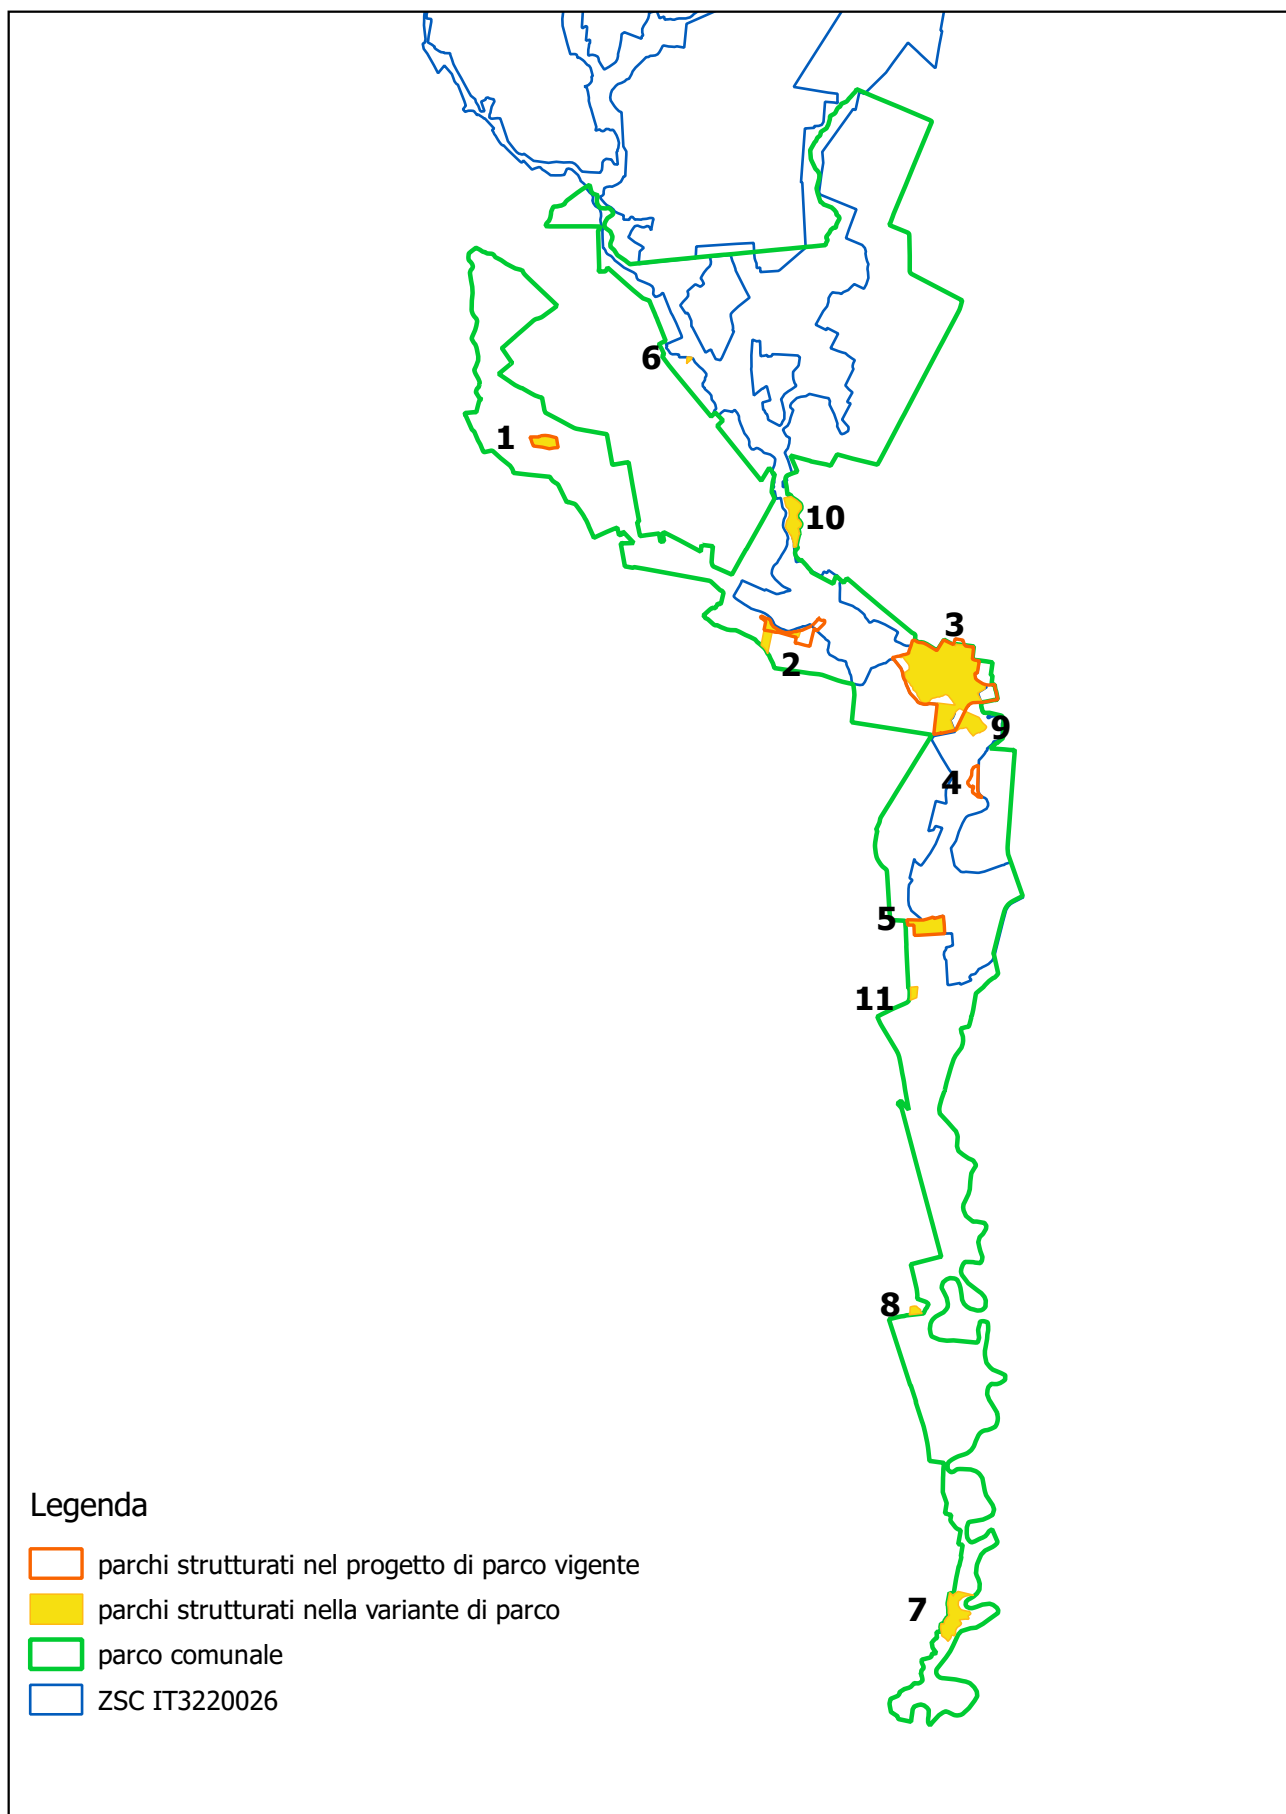 6
1
10
3
2
9
4
5
11
8
7
Legenda
parchi strutturati nel progetto di parco vigente
parchi strutturati nella variante di parco
parco comunale
ZSC IT3220026